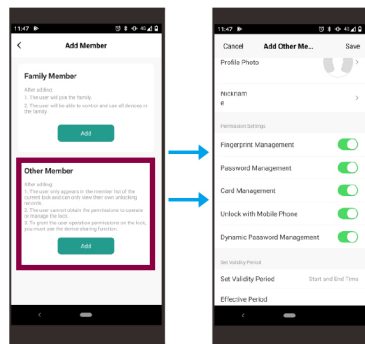 11:47
Add Member
Family Member
After adding:
1. The user will join the family.
2. The user will be able to control and use all devices in
the family.
Add
Other Member
After adding:
1. The user only appears in the member list of the
current lock and can only view their own unlocking
records.
2. The user cannot obtain the permissions to operate
or manage the lock.
3. To grant the user operation permissions on the lock,
you must use the device sharing function.
Add
11:47
Cancel Add Other Me... Save
Profile Photo
Nicknam
e
Permission Settings
Fingerprint Management
Password Management
Card Management
Unlock with Mobile Phone
Dynamic Password Management
Set Validity Period
Set Validity Period Start and End Time
Effective Period